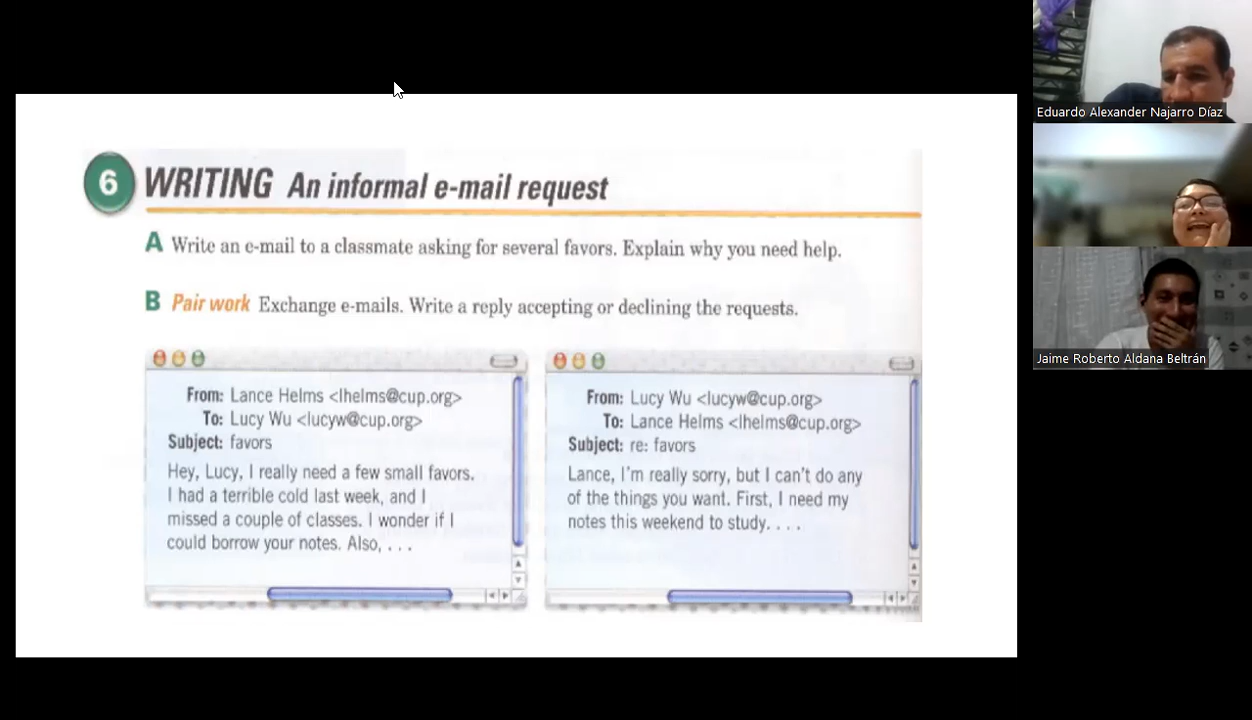 6 WRITING An informal e-mail request
A Write an e-mail to a classmate asking for several favors. Explain why you need help.
B Pair work Exchange e-mails. Write a reply accepting or declining the requests.
From: Lance Helms <lhelms@cup.org>
To: Lucy Wu <lucyw@cup.org>
Subject: favors
Hey, Lucy, I really need a few small favors.
I had a terrible cold last week, and I
missed a couple of classes. I wonder if I
could borrow your notes. Also, . . .
From: Lucy Wu <lucyw@cup.org>
To: Lance Helms <lhelms@cup.org>
Subject: re: favors
Lance, I'm really sorry, but I can't do any
of the things you want. First, I need my
notes this weekend to study. . . .
Eduardo Alexander Najarro Díaz
Jaime Roberto Aldana Beltrán